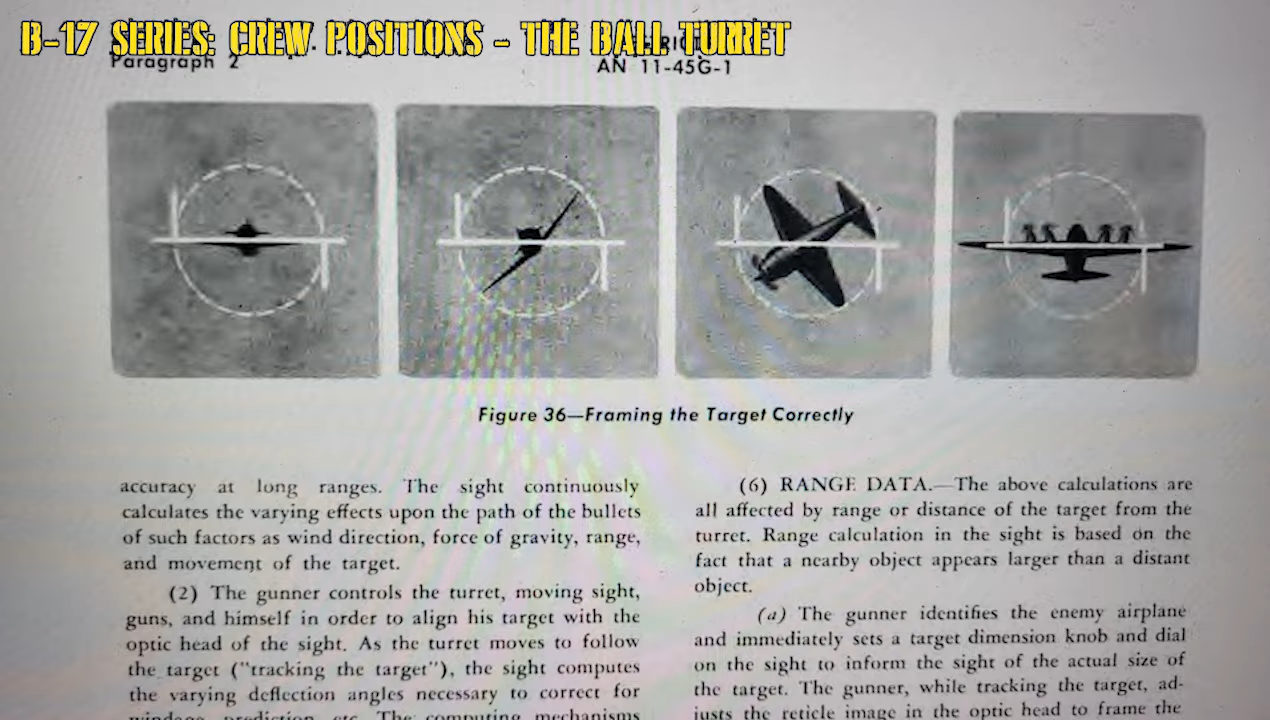 B-17 SERIES: CREW POSITIONS - THE BALL TURRET
Paragraph 2
AN 11-45G-1
Figure 36—Framing the Target Correctly
accuracy at long ranges. The sight continuously
calculates the varying effects upon the path of the bullets
of such factors as wind direction, force of gravity, range,
and movement of the target.
(2) The gunner controls the turret, moving sight,
guns, and himself in order to align his target with the
optic head of the sight. As the turret moves to follow
the target ("tracking the target"), the sight computes
the varying deflection angles necessary to correct for
windage, prediction, etc. The computing mechanisms
(6) RANGE DATA.—The above calculations are
all affected by range or distance of the target from the
turret. Range calculation in the sight is based on the
fact that a nearby object appears larger than a distant
object.
(a) The gunner identifies the enemy airplane
and immediately sets a target dimension knob and dial
on the sight to inform the sight of the actual size of
the target. The gunner, while tracking the target, ad-
justs the reticle image in the optic head to frame the